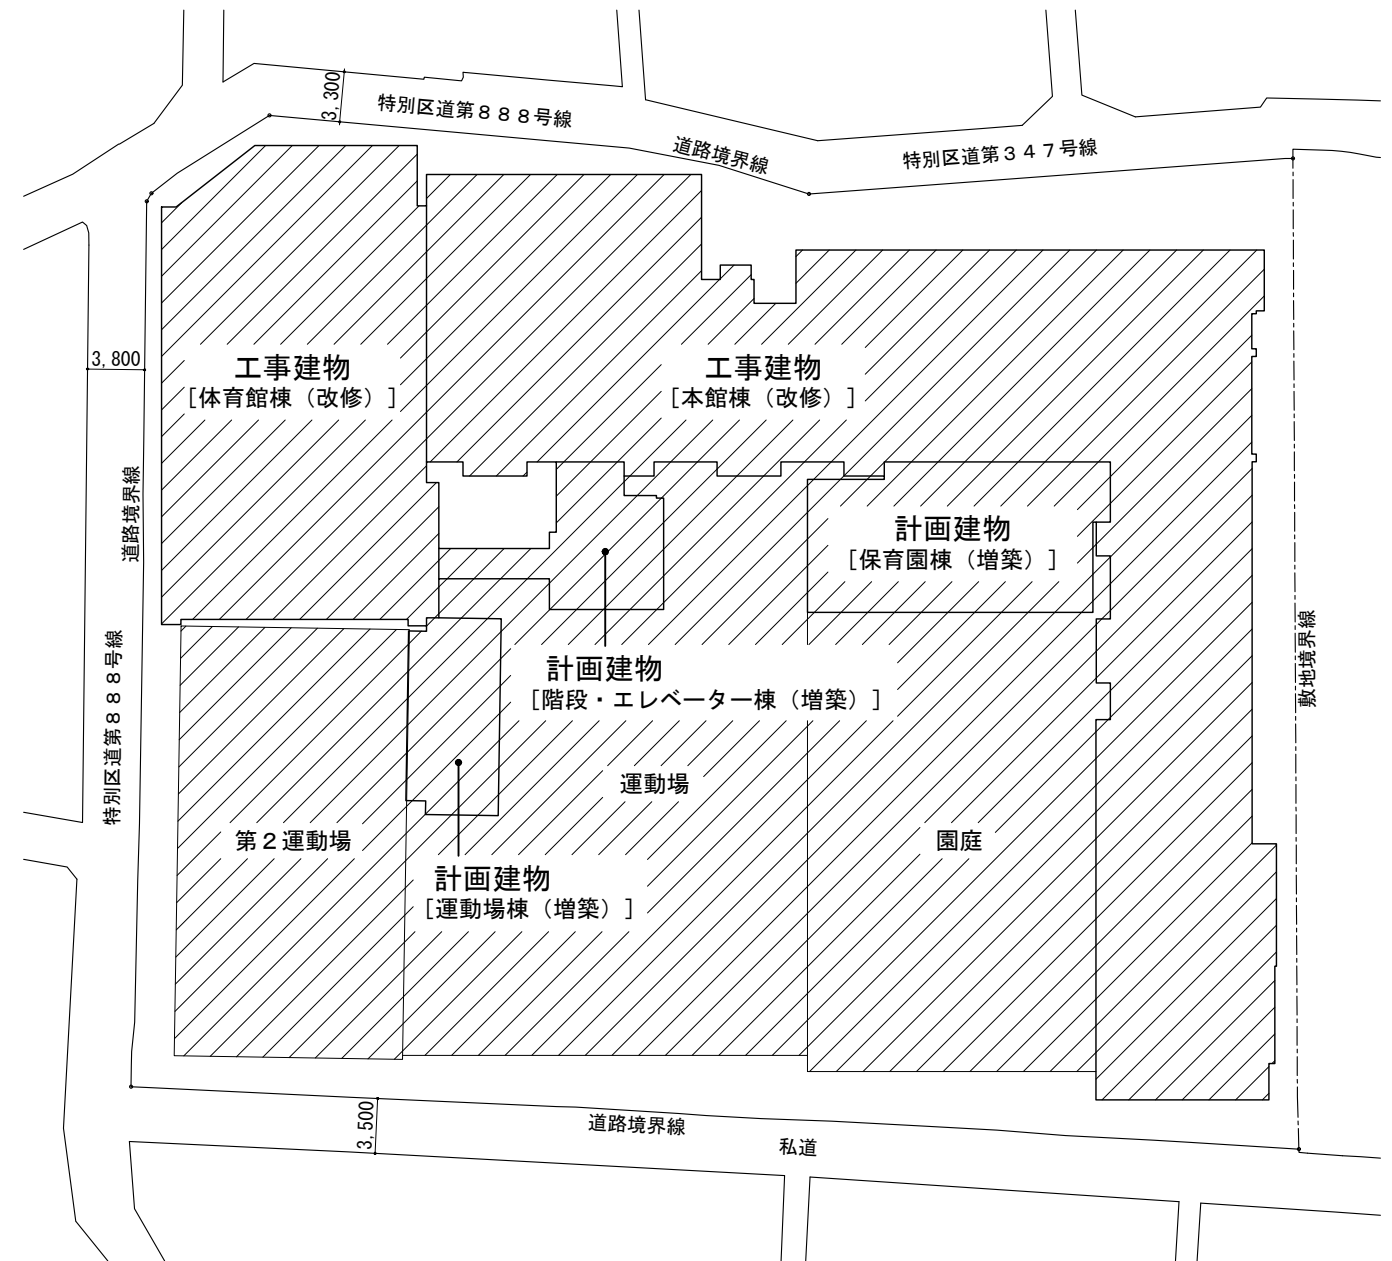 3,300
特別区道第８８８号線
道路境界線
特別区道第３４７号線
3,800
工事建物
［体育館棟（改修）］
工事建物
［本館棟（改修）］
道路境界線
計画建物
［保育園棟（増築）］
特別区道第８８８号線
敷地境界線
計画建物
［階段・エレベーター棟（増築）］
運動場
第２運動場
園庭
計画建物
［運動場棟（増築）］
3,500
道路境界線
私道